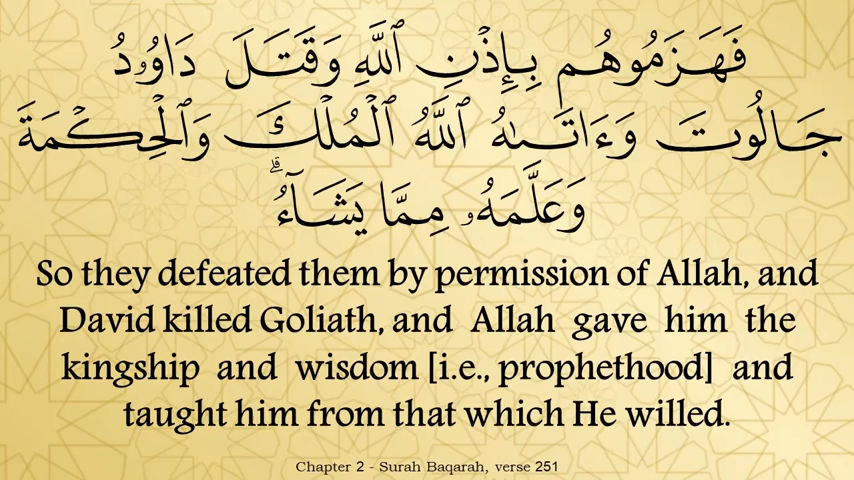 فَهَزَمُوهُم بِإِذْنِ ٱللَّهِ وَقَتَلَ دَاوُۥدُ
جَالُوتَ وَءَاتَىٰهُ ٱللَّهُ ٱلْمُلْكَ وَٱلْحِكْمَةَ
وَعَلَّمَهُۥ مِمَّا يَشَآءُ ۗ
So they defeated them by permission of Allah, and
David killed Goliath, and Allah gave him the
kingship and wisdom [i.e., prophethood] and
taught him from that which He willed.
Chapter 2 - Surah Baqarah, verse 251